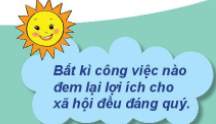 Bất kì công việc nào
đem lại lợi ích cho
xã hội đều đáng quý.